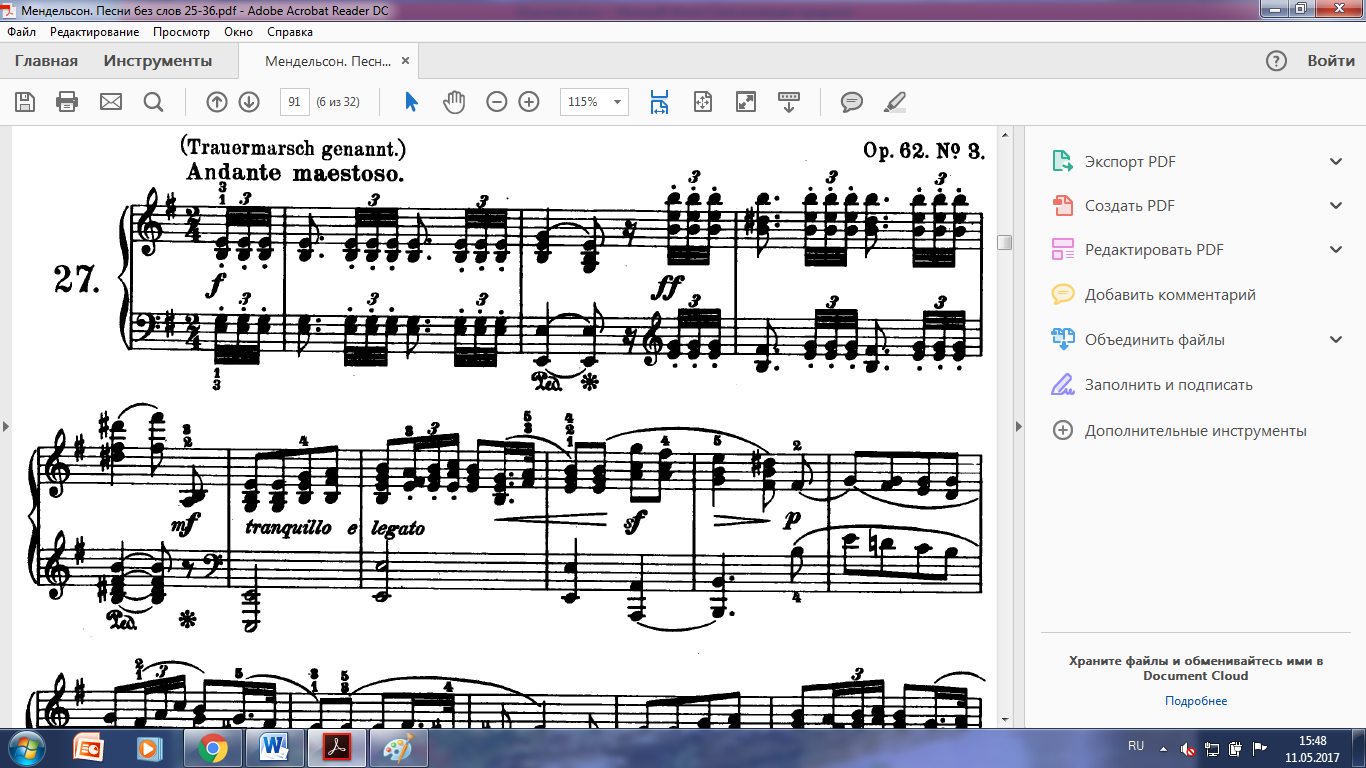 Мендельсон. Песни без слов 25-36.pdf - Adobe Acrobat Reader DC
Файл Редактирование Просмотр Окно Справка
Главная Инструменты Мендельсон. Песн... × Войти
91 (6 из 32) 115%
(Trauermarsch genannt.)
Andante maestoso.
Op. 62. Nº 3.
27.
f
ff
Ped.
mf tranquillo e legato sf p
Ped.
Экспорт PDF
Создать PDF
Редактировать PDF
Добавить комментарий
Объединить файлы
Заполнить и подписать
Дополнительные инструменты
Храните файлы и обменивайтесь ими в
Document Cloud
Подробнее
RU
15:48
11.05.2017